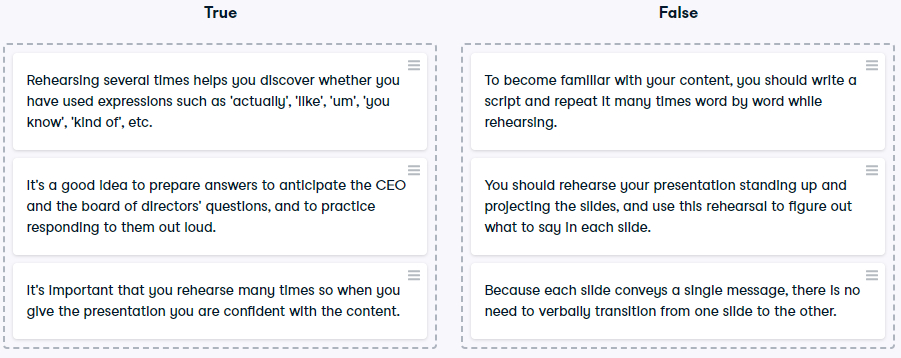 True
Rehearsing several times helps you discover whether you
have used expressions such as 'actually', 'like', 'um', 'you
know', 'kind of', etc.
It's a good idea to prepare answers to anticipate the CEO
and the board of directors' questions, and to practice
responding to them out loud.
It's important that you rehearse many times so when you
give the presentation you are confident with the content.
False
To become familiar with your content, you should write a
script and repeat it many times word by word while
rehearsing.
You should rehearse your presentation standing up and
projecting the slides, and use this rehearsal to figure out
what to say in each slide.
Because each slide conveys a single message, there is no
need to verbally transition from one slide to the other.